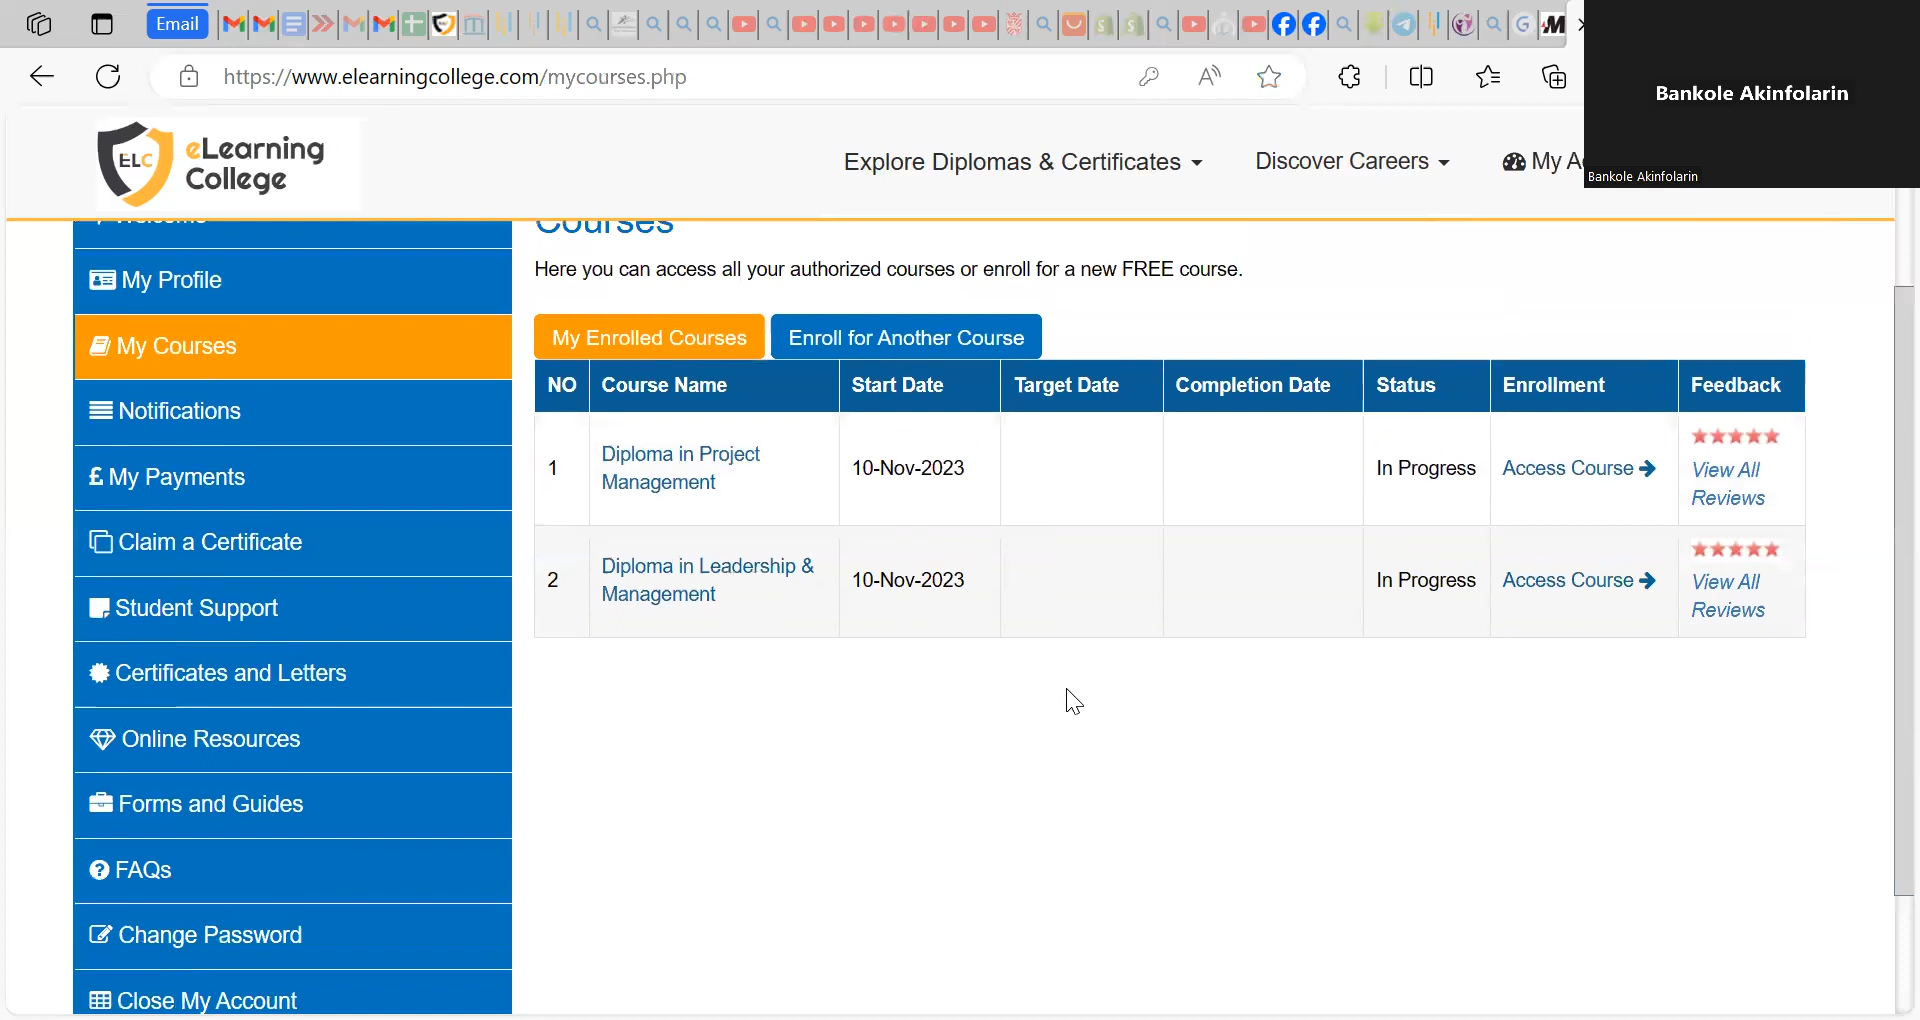 Email
https://www.elearningcollege.com/mycourses.php
Bankole Akinfolarin
Bankole Akinfolarin
ELC
eLearning
College
Explore Diplomas & Certificates
Discover Careers
My A
Welcome
My Profile
My Courses
Notifications
£ My Payments
Claim a Certificate
Student Support
Certificates and Letters
Online Resources
Forms and Guides
FAQs
Change Password
Close My Account
Courses
Here you can access all your authorized courses or enroll for a new FREE course.
My Enrolled Courses
Enroll for Another Course
NO Course Name Start Date Target Date Completion Date Status Enrollment Feedback
1 Diploma in Project
Management
10-Nov-2023
In Progress
Access Course
View All
Reviews
2 Diploma in Leadership &
Management
10-Nov-2023
In Progress
Access Course
View All
Reviews